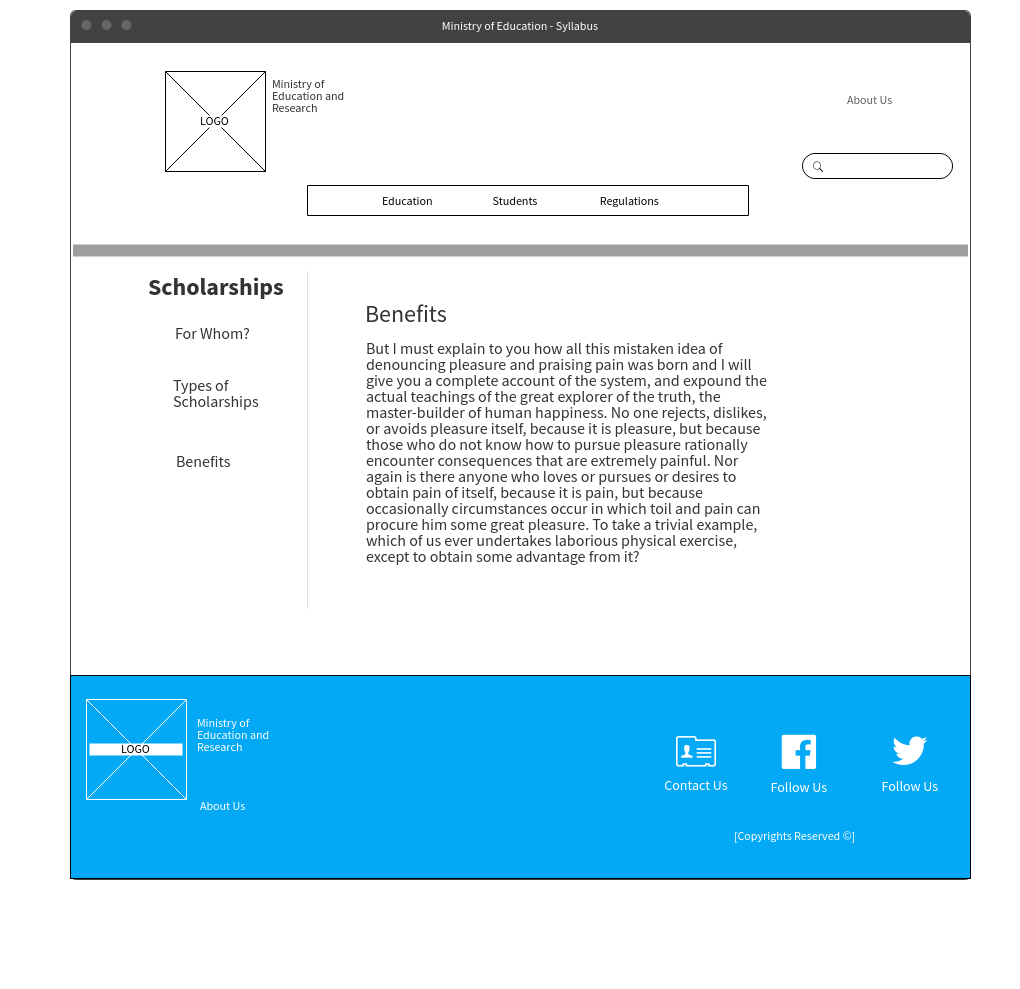 Ministry of Education - Syllabus
LOGO
Ministry of
Education and
Research
About Us
Education
Students
Regulations
Scholarships
For Whom?
Types of
Scholarships
Benefits
Benefits
But I must explain to you how all this mistaken idea of
denouncing pleasure and praising pain was born and I will
give you a complete account of the system, and expound the
actual teachings of the great explorer of the truth, the
master-builder of human happiness. No one rejects, dislikes,
or avoids pleasure itself, because it is pleasure, but because
those who do not know how to pursue pleasure rationally
encounter consequences that are extremely painful. Nor
again is there anyone who loves or pursues or desires to
obtain pain of itself, because it is pain, but because
occasionally circumstances occur in which toil and pain can
procure him some great pleasure. To take a trivial example,
which of us ever undertakes laborious physical exercise,
except to obtain some advantage from it?
LOGO
Ministry of
Education and
Research
About Us
Contact Us
Follow Us
Follow Us
[Copyrights Reserved ©]